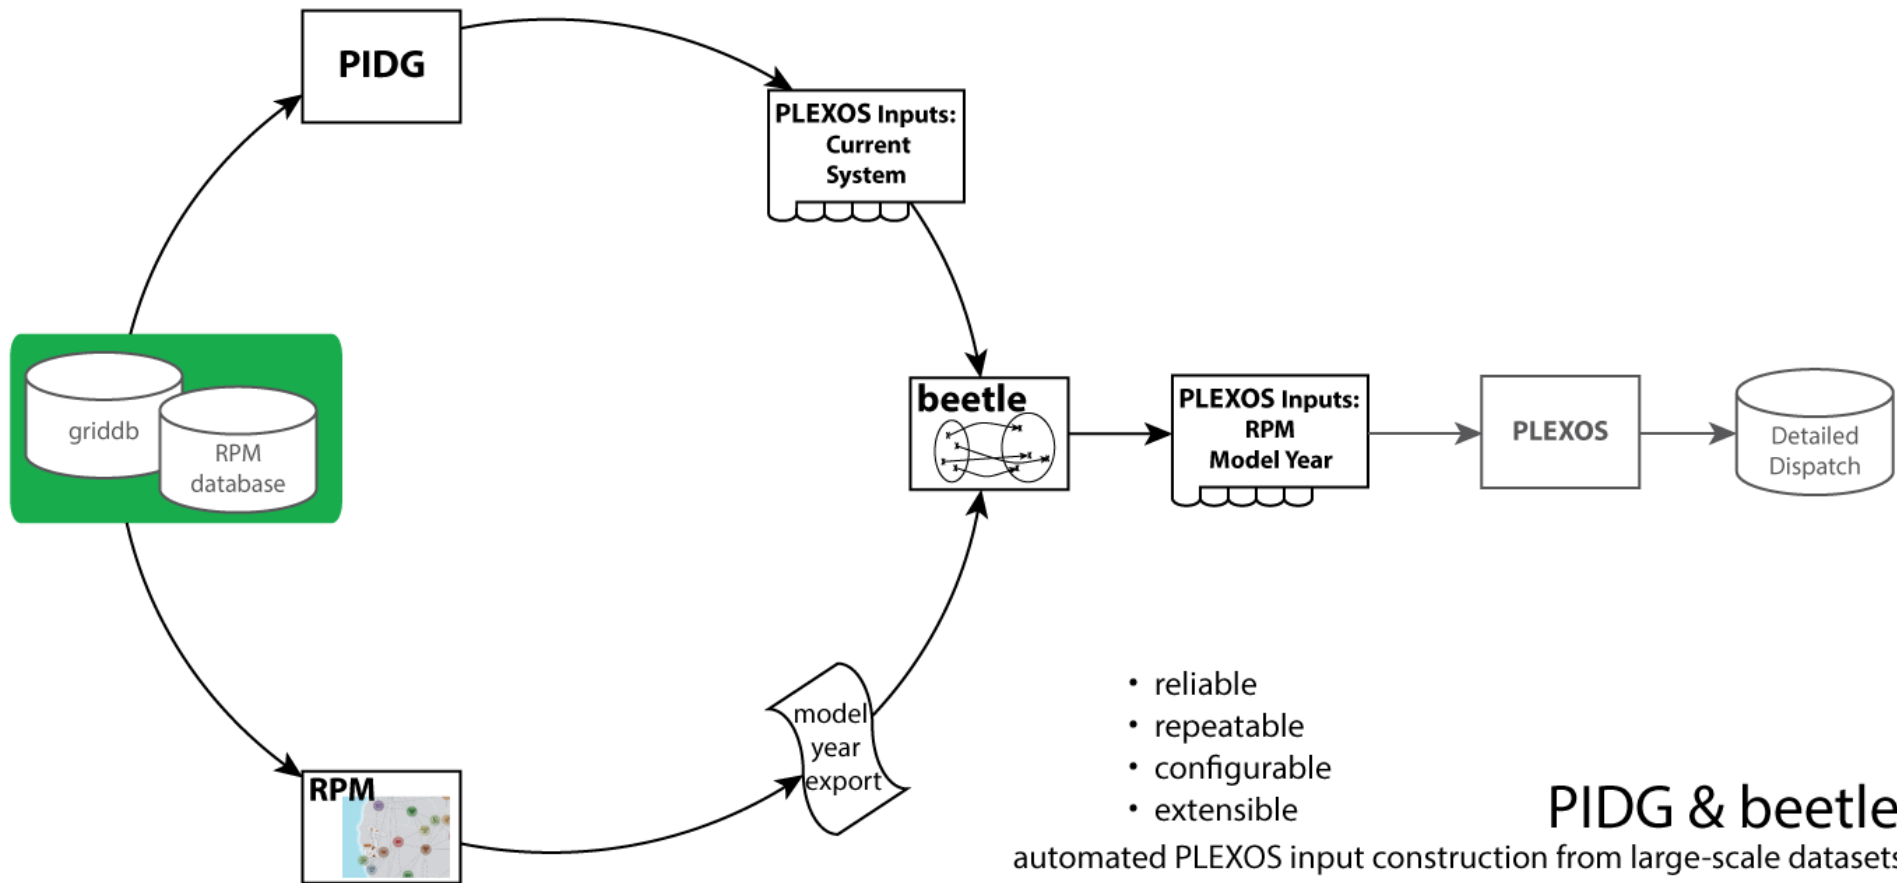 PIDG
PLEXOS Inputs:
Current
System
griddb
RPM
database
beetle
PLEXOS Inputs:
RPM
Model Year
PLEXOS
Detailed
Dispatch
RPM
model
year
export
• reliable
• repeatable
• configurable
• extensible
PIDG & beetle
automated PLEXOS input construction from large-scale datasets